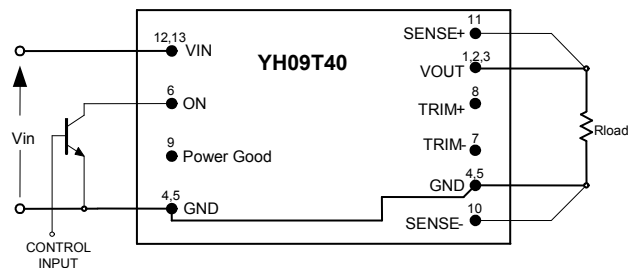 11
SENSE+
12,13
VIN
YH09T40
1,2,3
VOUT
6
ON
8
TRIM+
Vin
Rload
9
Power Good
7
TRIM-
4,5
GND
4,5
GND
10
SENSE-
CONTROL
INPUT